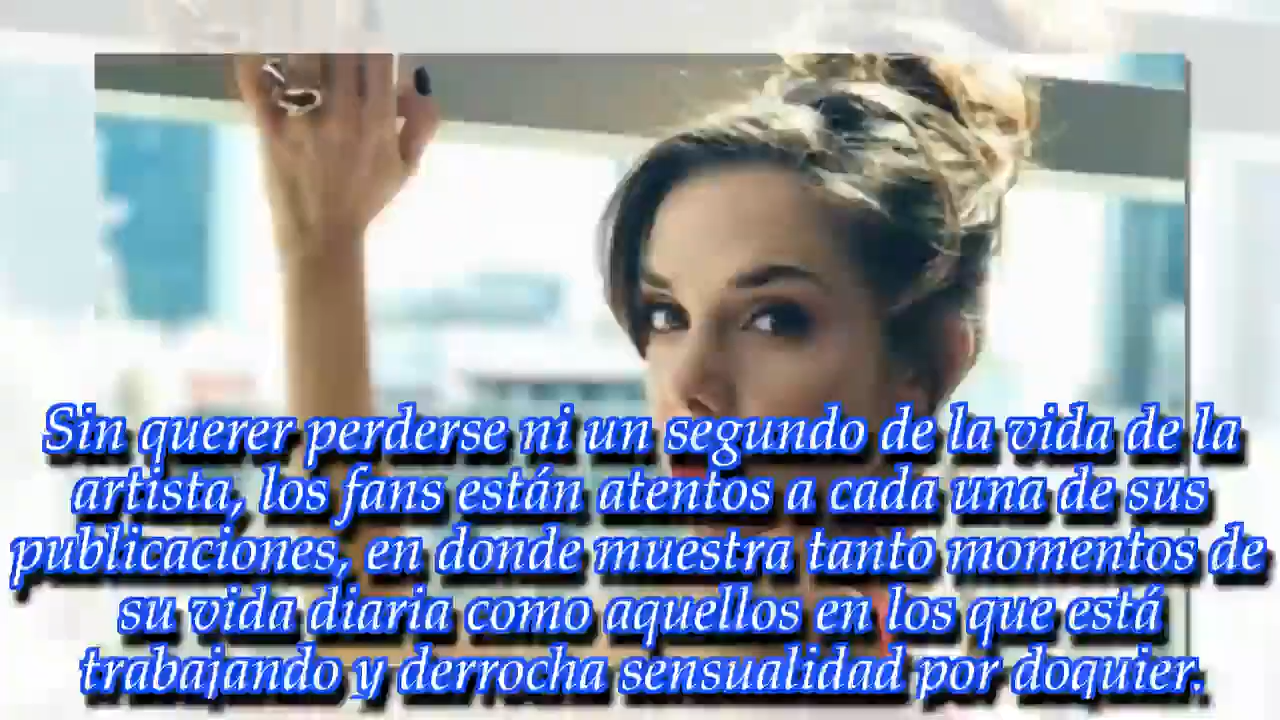 Sin querer perderse ni un segundo de la vida de la
artista, los fans están atentos a cada una de sus
publicaciones, en donde muestra tanto momentos de
su vida diaria como aquellos en los que está
trabajando y derrocha sensualidad por doquier.